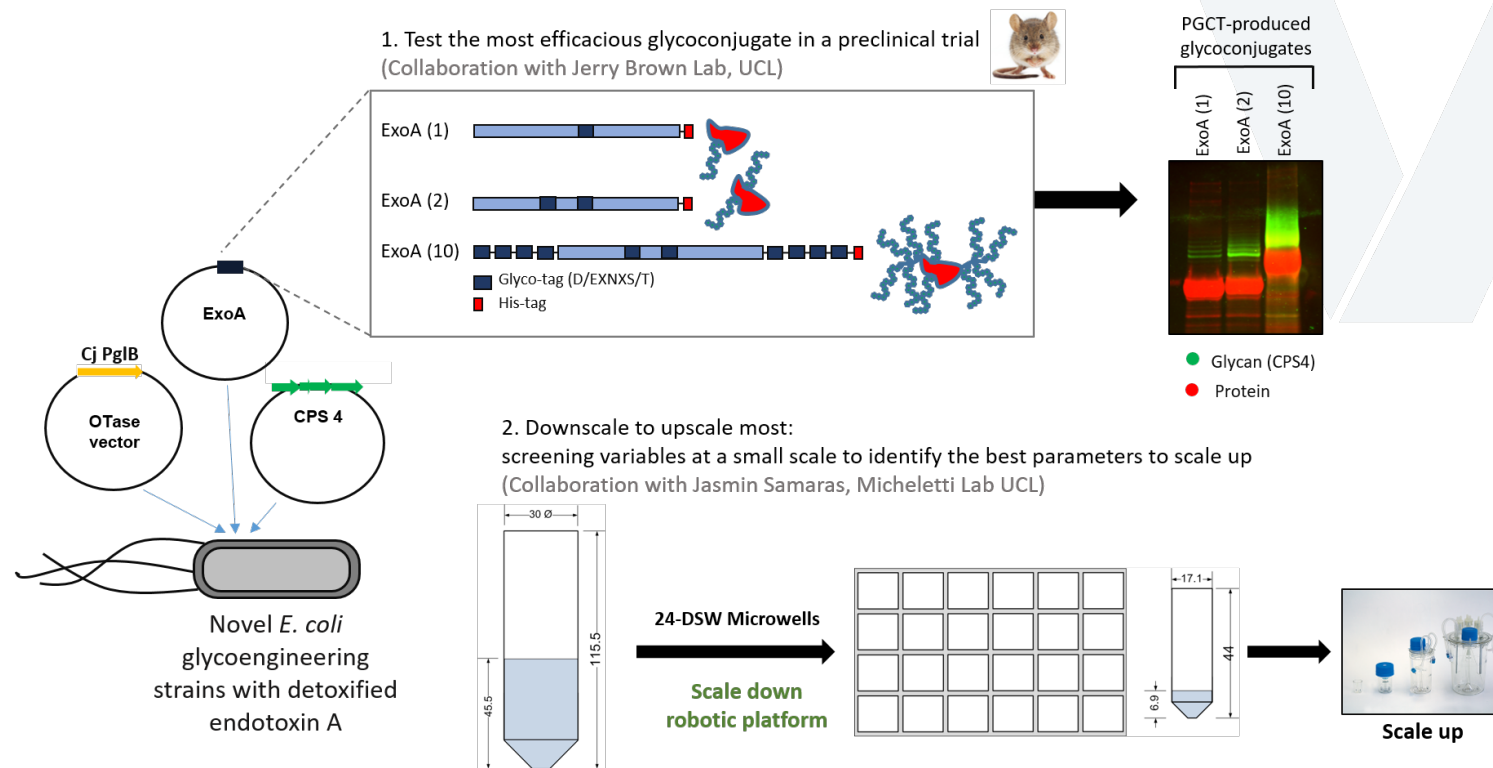 1. Test the most efficacious glycoconjugate in a preclinical trial
(Collaboration with Jerry Brown Lab, UCL)
ExoA (1)
ExoA (2)
ExoA (10)
Glyco-tag (D/EXNXS/T)
His-tag
PGCT-produced
glycoconjugates
ExoA (1)
ExoA (2)
ExoA (10)
Glycan (CPS4)
Protein
ExoA
Cj PglB
OTase
vector
CPS 4
Novel E. coli
glycoengineering
strains with detoxified
endotoxin A
2. Downscale to upscale most:
screening variables at a small scale to identify the best parameters to scale up
(Collaboration with Jasmin Samaras, Micheletti Lab UCL)
30 Ø
115.5
45.5
24-DSW Microwells
Scale down
robotic platform
17.1
44
6.9
Scale up